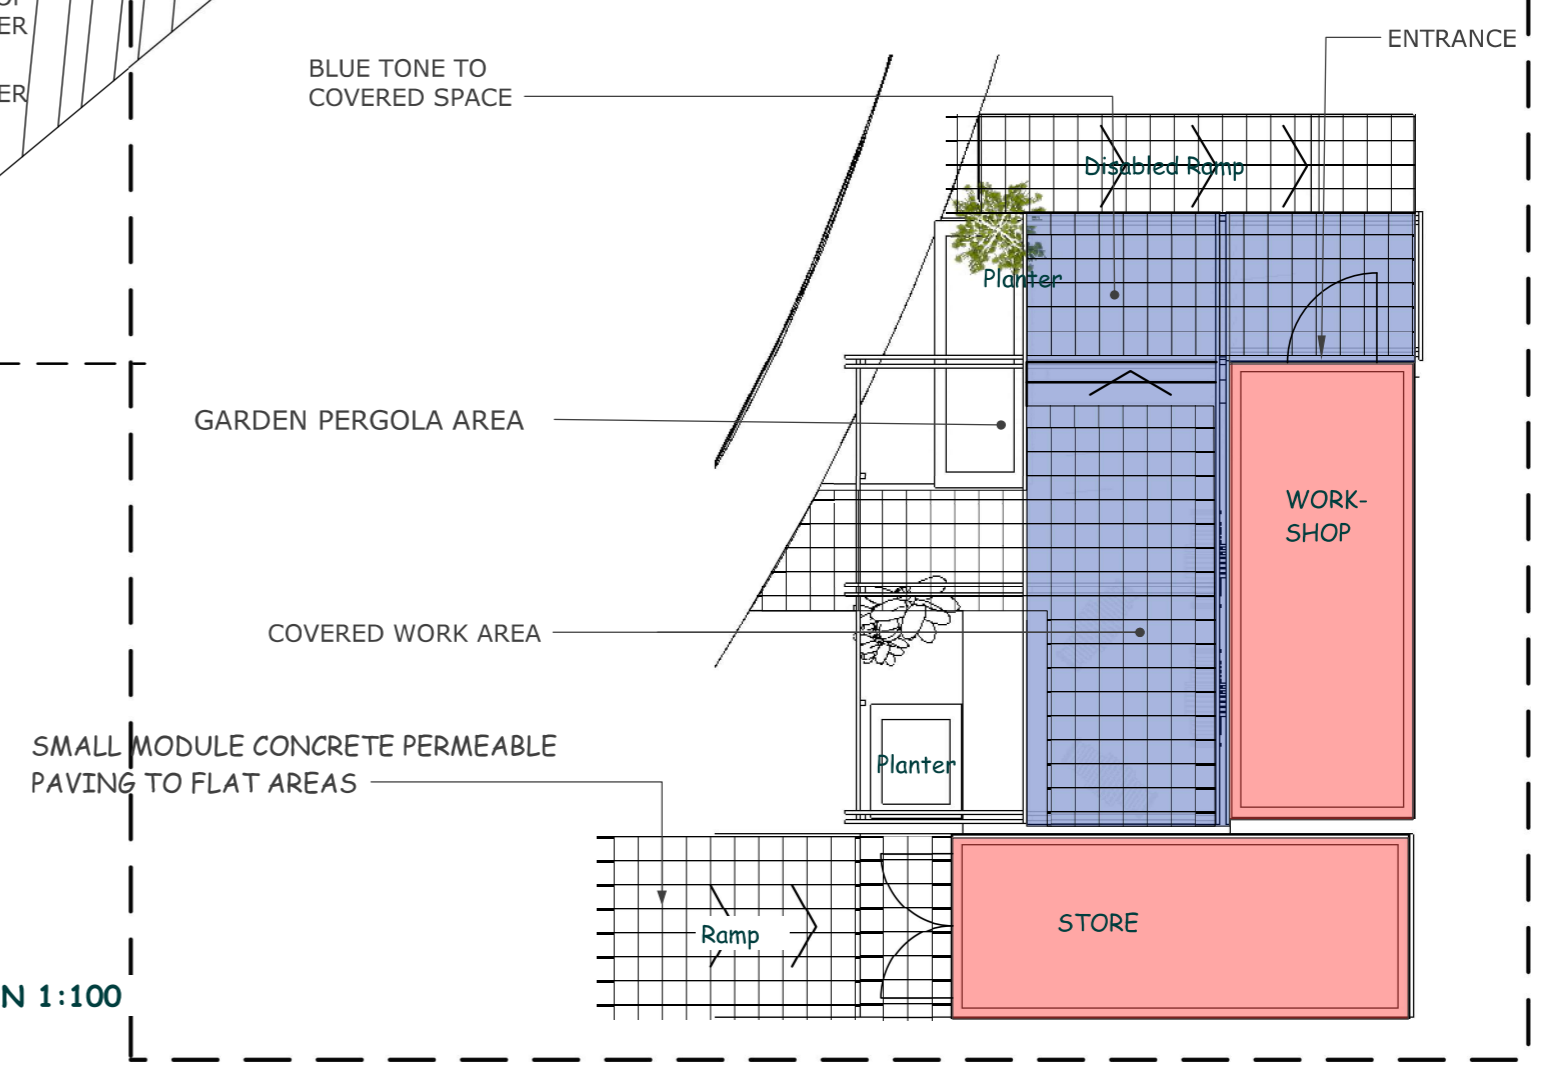 ER
ER
BLUE TONE TO
COVERED SPACE
ENTRANCE
Disabled Ramp
Planter
GARDEN PERGOLA AREA
WORK-
SHOP
COVERED WORK AREA
SMALL MODULE CONCRETE PERMEABLE
PAVING TO FLAT AREAS
Planter
Ramp
STORE
N 1:100